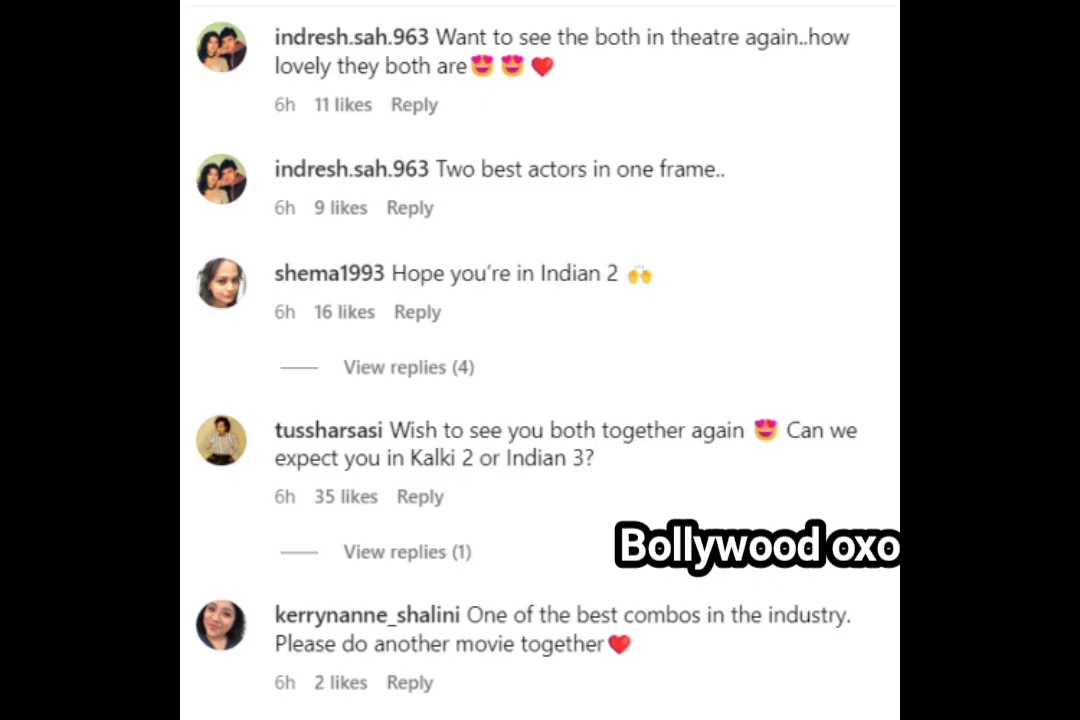 indresh.sah.963 Want to see the both in theatre again..how
lovely they both are😍😍❤️
6h 11 likes Reply
indresh.sah.963 Two best actors in one frame..
6h 9 likes Reply
shema1993 Hope you're in Indian 2 🙌
6h 16 likes Reply
View replies (4)
tussharsasi Wish to see you both together again 😍 Can we
expect you in Kalki 2 or Indian 3?
6h 35 likes Reply
View replies (1)
Bollywood oxo
kerrynanne_shalini One of the best combos in the industry.
Please do another movie together❤️
6h 2 likes Reply